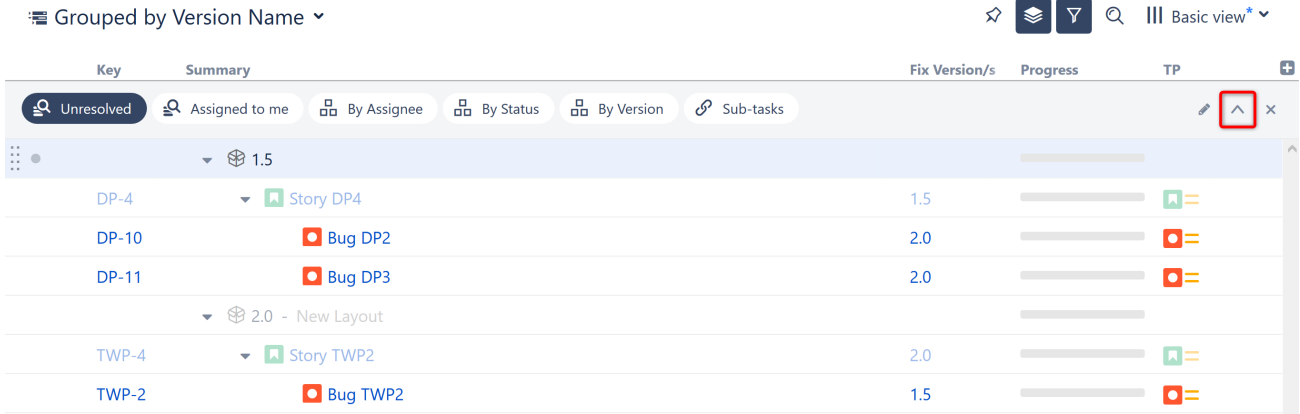 Grouped by Version Name
Basic view*
Key Summary Fix Version/s Progress TP
Unresolved Assigned to me By Assignee By Status By Version Sub-tasks
1.5
DP-4 Story DP4 1.5
DP-10 Bug DP2 2.0
DP-11 Bug DP3 2.0
2.0 - New Layout
TWP-4 Story TWP2 2.0
TWP-2 Bug TWP2 1.5